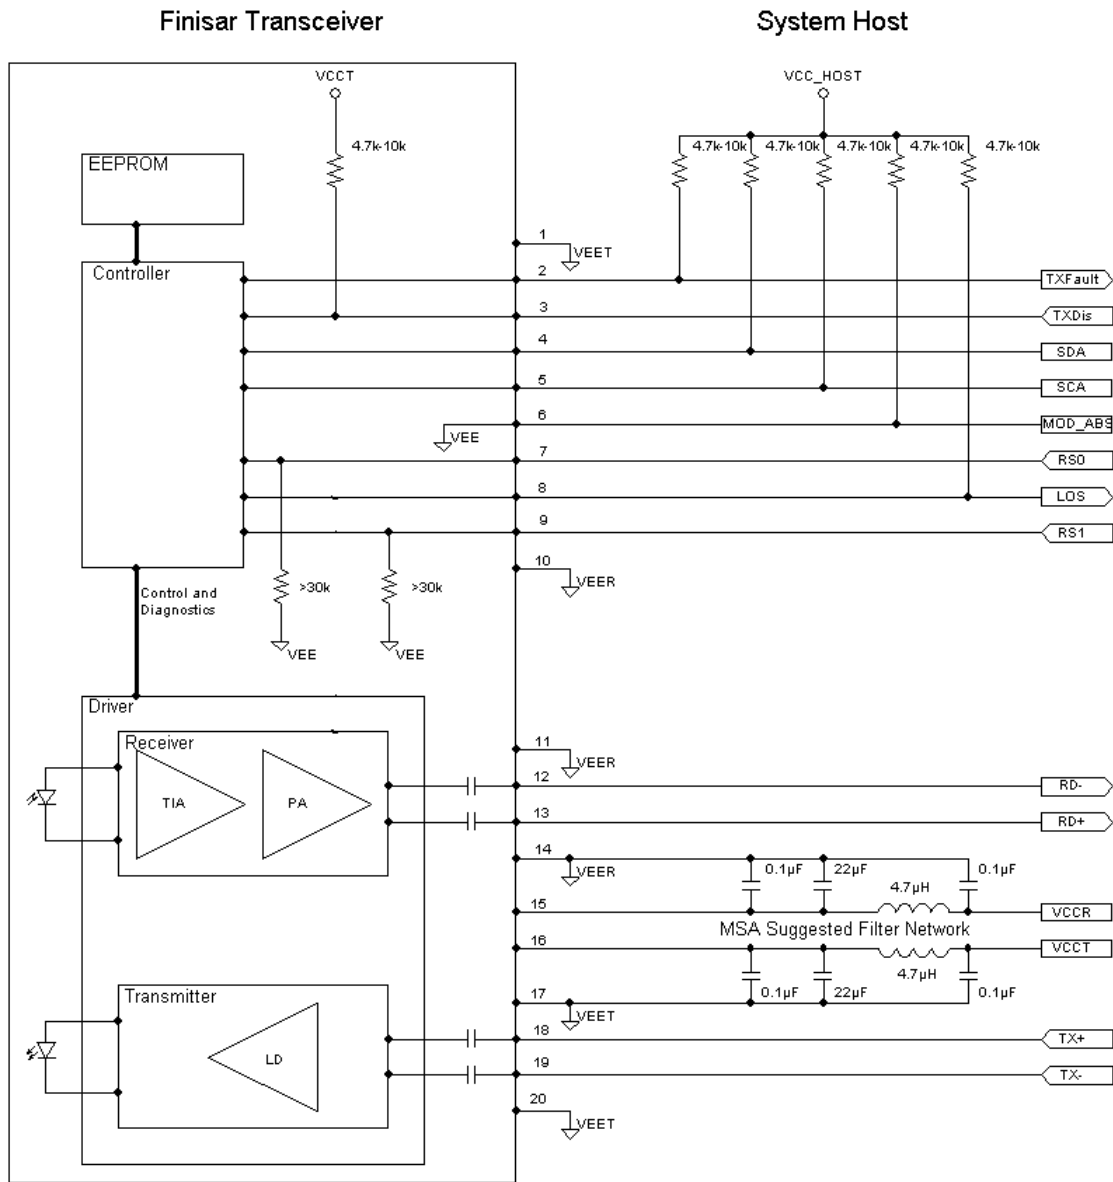 Finisar Transceiver
System Host
VCCT
VCC_HOST
4.7k-10k
4.7k-10k
4.7k-10k
4.7k-10k
4.7k-10k
4.7k-10k
EEPROM
1
VEET
Controller
2
TXFault
3
TXDis
4
SDA
5
SCA
6
VEE
MOD_ABS
7
RS0
8
LOS
9
RS1
10
VEER
>30k
>30k
Control and
Diagnostics
VEE
VEE
Driver
Receiver
11
VEER
TIA
PA
12
RD-
13
RD+
14
VEER
0.1µF
22µF
4.7µH
0.1µF
15
VCCR
MSA Suggested Filter Network
16
VCCT
4.7µH
Transmitter
17
VEET
0.1µF
22µF
0.1µF
18
TX+
LD
19
TX-
20
VEET